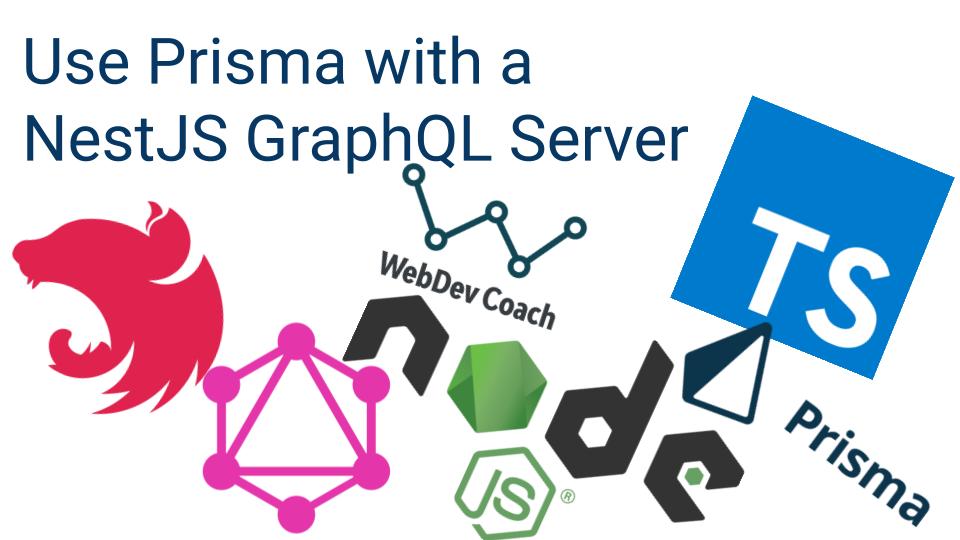 Use Prisma with a
NestJS GraphQL Server
WebDev Coach
TS
node
JS ®
Prisma